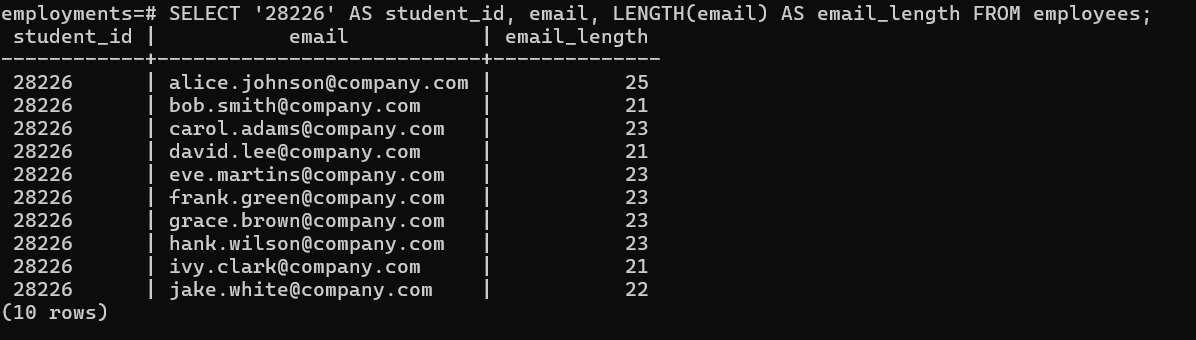 employments=# SELECT '28226' AS student_id, email, LENGTH(email) AS email_length FROM employees;
 student_id |           email           | email_length
------------+---------------------------+--------------
 28226      | alice.johnson@company.com |           25
 28226      | bob.smith@company.com     |           21
 28226      | carol.adams@company.com   |           23
 28226      | david.lee@company.com     |           21
 28226      | eve.martins@company.com   |           23
 28226      | frank.green@company.com   |           23
 28226      | grace.brown@company.com   |           23
 28226      | hank.wilson@company.com   |           23
 28226      | ivy.clark@company.com     |           21
 28226      | jake.white@company.com    |           22
(10 rows)